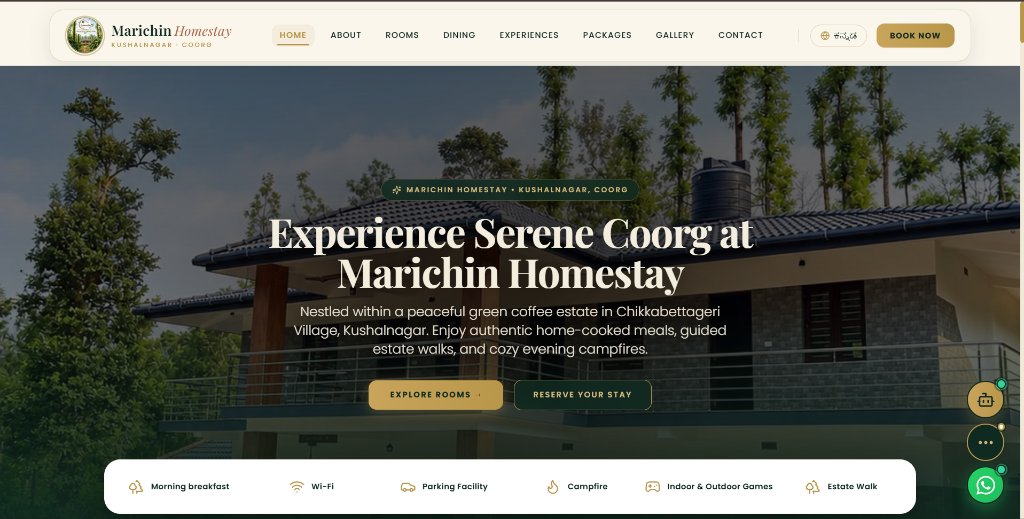 Marichin Homestay
KUSHALNAGAR · COORG
HOME
ABOUT
ROOMS
DINING
EXPERIENCES
PACKAGES
GALLERY
CONTACT
ಕನ್ನಡ
BOOK NOW
MARICHIN HOMESTAY • KUSHALNAGAR, COORG
Experience Serene Coorg at
Marichin Homestay
Nestled within a peaceful green coffee estate in Chikkabettageri
Village, Kushalnagar. Enjoy authentic home-cooked meals, guided
estate walks, and cozy evening campfires.
EXPLORE ROOMS
RESERVE YOUR STAY
Morning breakfast
Wi-Fi
Parking Facility
Campfire
Indoor & Outdoor Games
Estate Walk